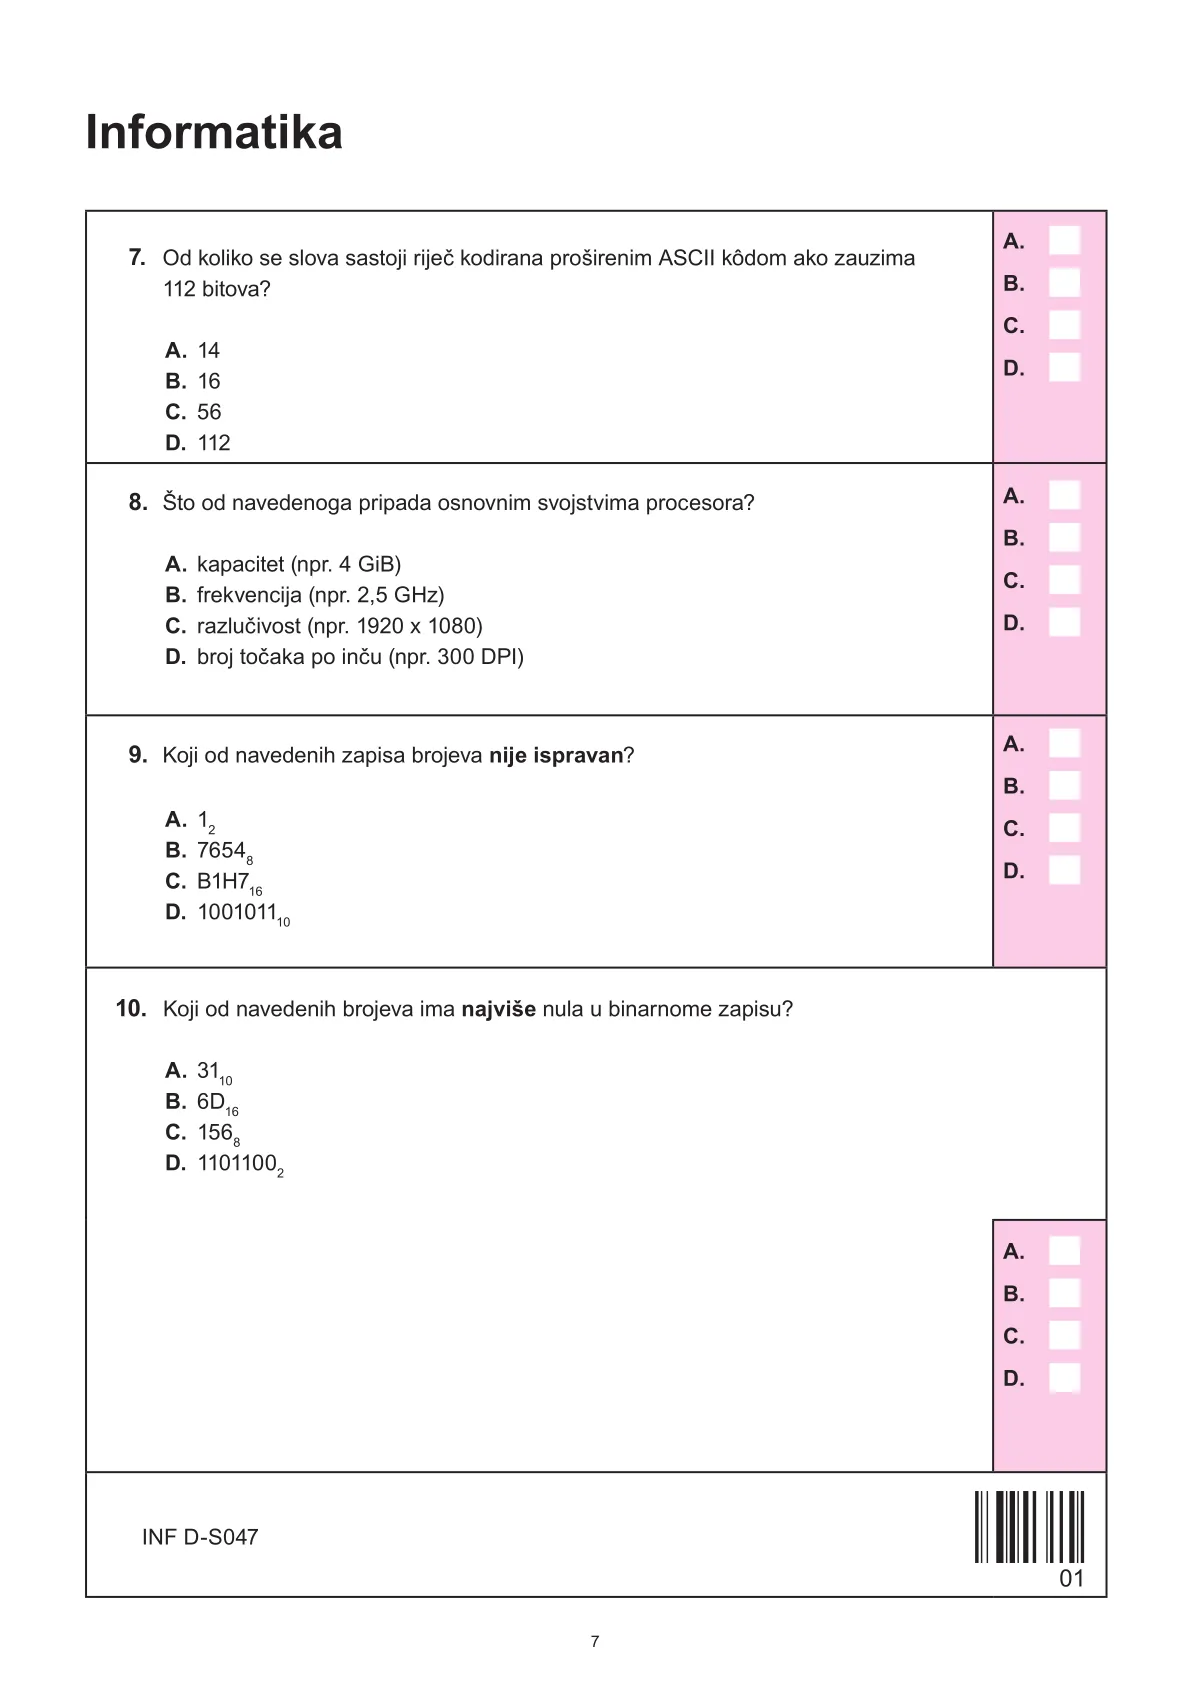 Informatika
7. Od koliko se slova sastoji riječ kodirana proširenim ASCII kôdom ako zauzima
112 bitova?
A. 14
B. 16
C. 56
D. 112
A.
B.
C.
D.
8. Što od navedenoga pripada osnovnim svojstvima procesora?
A. kapacitet (npr. 4 GiB)
B. frekvencija (npr. 2,5 GHz)
C. razlučivost (npr. 1920 x 1080)
D. broj točaka po inču (npr. 300 DPI)
A.
B.
C.
D.
9. Koji od navedenih zapisa brojeva nije ispravan?
A. 1₂
B. 7654₈
C. B1H7₁₆
D. 1001011₁₀
A.
B.
C.
D.
10. Koji od navedenih brojeva ima najviše nula u binarnome zapisu?
A. 31₁₀
B. 6D₁₆
C. 156₈
D. 1101100₂
A.
B.
C.
D.
INF D-S047
01
7